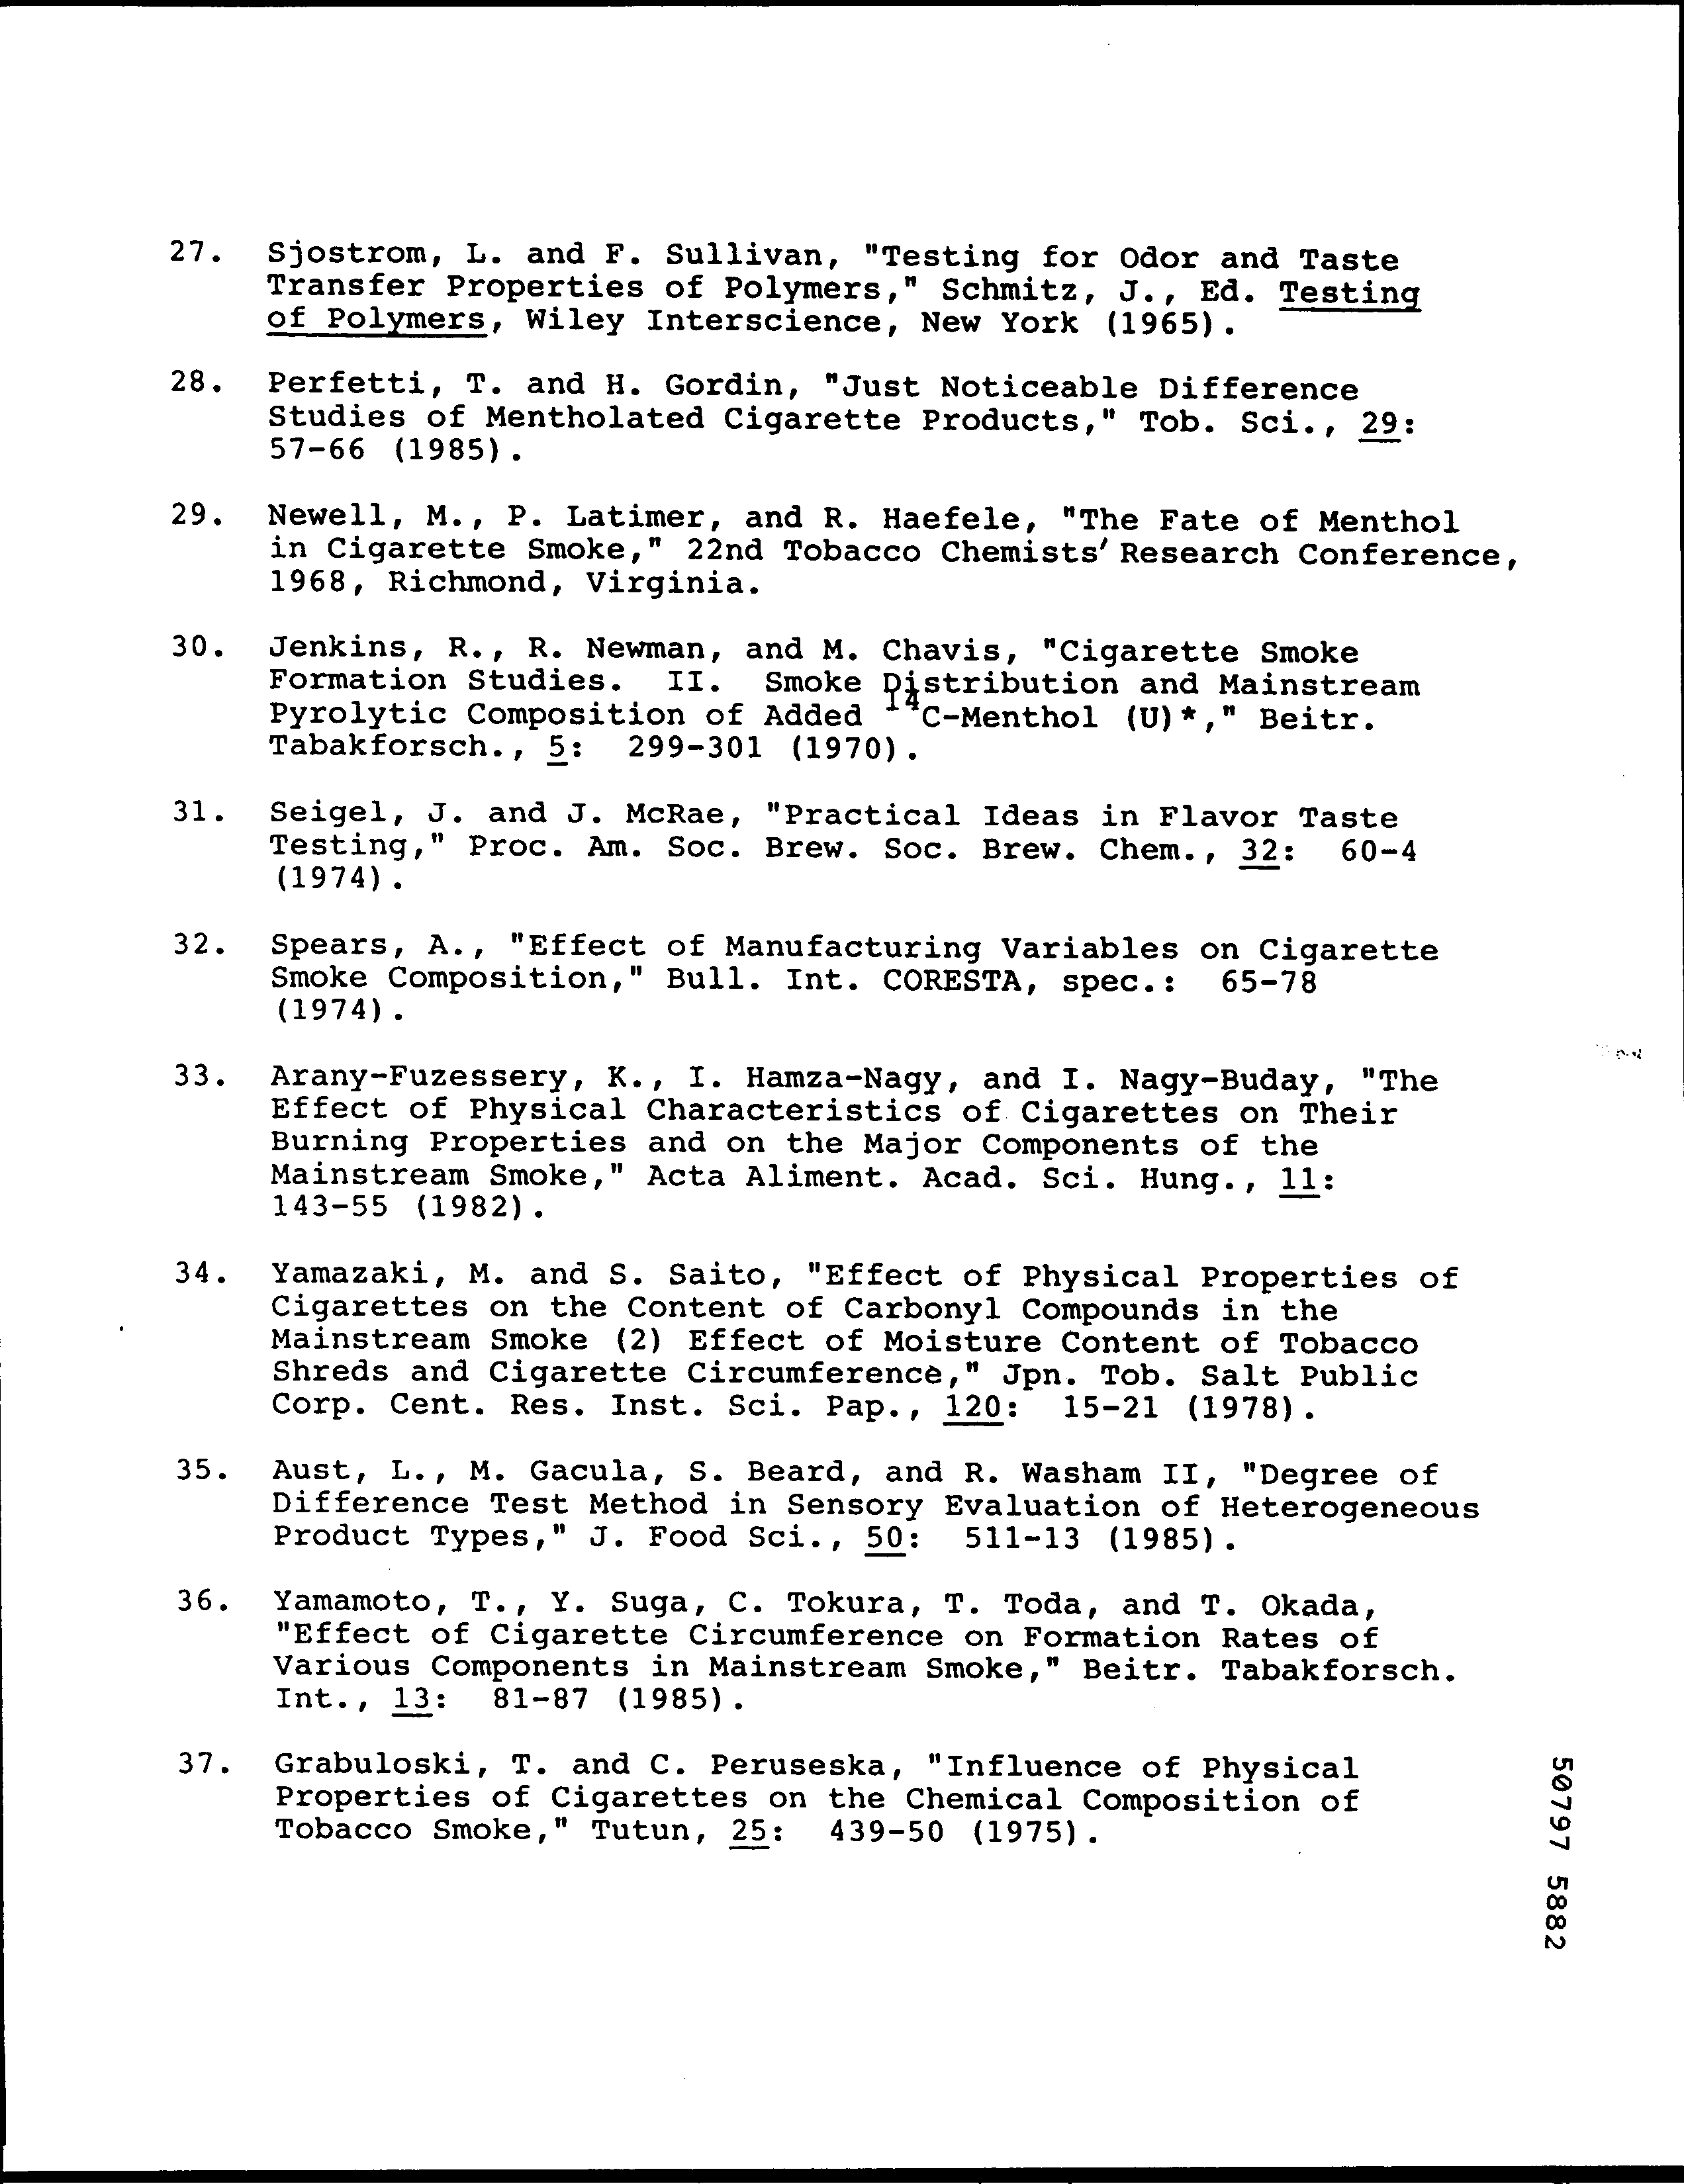 27. Sjostrom, L. and F. Sullivan, "Testing for Odor and Taste
Transfer Properties of Polymers," Schmitz, J., Ed. Testing
of Polymers, Wiley Interscience, New York (1965).
28. Perfetti, T. and H. Gordin, "Just Noticeable Difference
Studies of Mentholated Cigarette Products," Tob. Sci., 29:
57-66 (1985).
29. Newell, M., P. Latimer, and R. Haefele, "The Fate of Menthol
in Cigarette Smoke," 22nd Tobacco Chemists' Research Conference,
1968, Richmond, Virginia.
30. Jenkins, R., R. Newman, and M. Chavis, "Cigarette Smoke
Formation Studies. II. Smoke Distribution and Mainstream
Pyrolytic Composition of Added 14C-Menthol (U)*," Beitr.
Tabakforsch., 5: 299-301 (1970).
31. Seigel, J. and J. McRae, "Practical Ideas in Flavor Taste
Testing," Proc. Am. Soc. Brew. Soc. Brew. Chem., 32: 60-4
(1974).
32. Spears, A., "Effect of Manufacturing Variables on Cigarette
Smoke Composition," Bull. Int. CORESTA, spec.: 65-78
(1974).
33. Arany-Fuzessery, K., I. Hamza-Nagy, and I. Nagy-Buday, "The
Effect of Physical Characteristics of Cigarettes on Their
Burning Properties and on the Major Components of the
Mainstream Smoke," Acta Aliment. Acad. Sci. Hung., 11:
143-55 (1982).
34. Yamazaki, M. and S. Saito, "Effect of Physical Properties of
Cigarettes on the Content of Carbonyl Compounds in the
Mainstream Smoke (2) Effect of Moisture Content of Tobacco
Shreds and Cigarette Circumference," Jpn. Tob. Salt Public
Corp. Cent. Res. Inst. Sci. Pap., 120: 15-21 (1978).
35. Aust, L., M. Gacula, S. Beard, and R. Washam II, "Degree of
Difference Test Method in Sensory Evaluation of Heterogeneous
Product Types," J. Food Sci., 50: 511-13 (1985).
36. Yamamoto, T., Y. Suga, C. Tokura, T. Toda, and T. Okada,
"Effect of Cigarette Circumference on Formation Rates of
Various Components in Mainstream Smoke," Beitr. Tabakforsch.
Int., 13: 81-87 (1985).
37. Grabuloski, T. and C. Peruseska, "Influence of Physical
Properties of Cigarettes on the Chemical Composition of
Tobacco Smoke," Tutun, 25: 439-50 (1975).
50797 5882